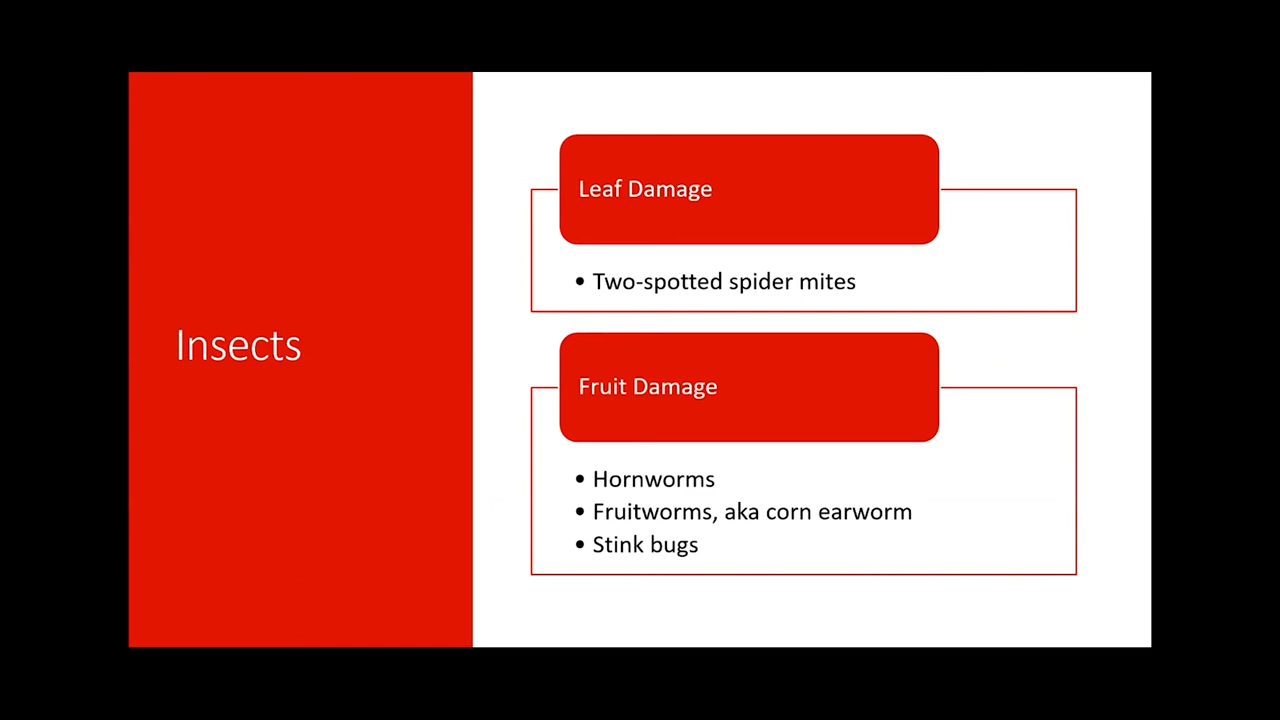 Insects
Leaf Damage
• Two-spotted spider mites
Fruit Damage
• Hornworms
• Fruitworms, aka corn earworm
• Stink bugs